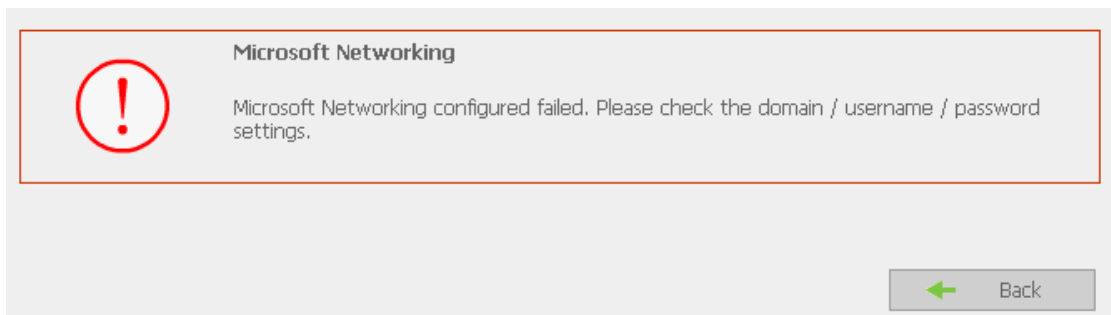 Microsoft Networking
Microsoft Networking configured failed. Please check the domain / username / password
settings.
Back